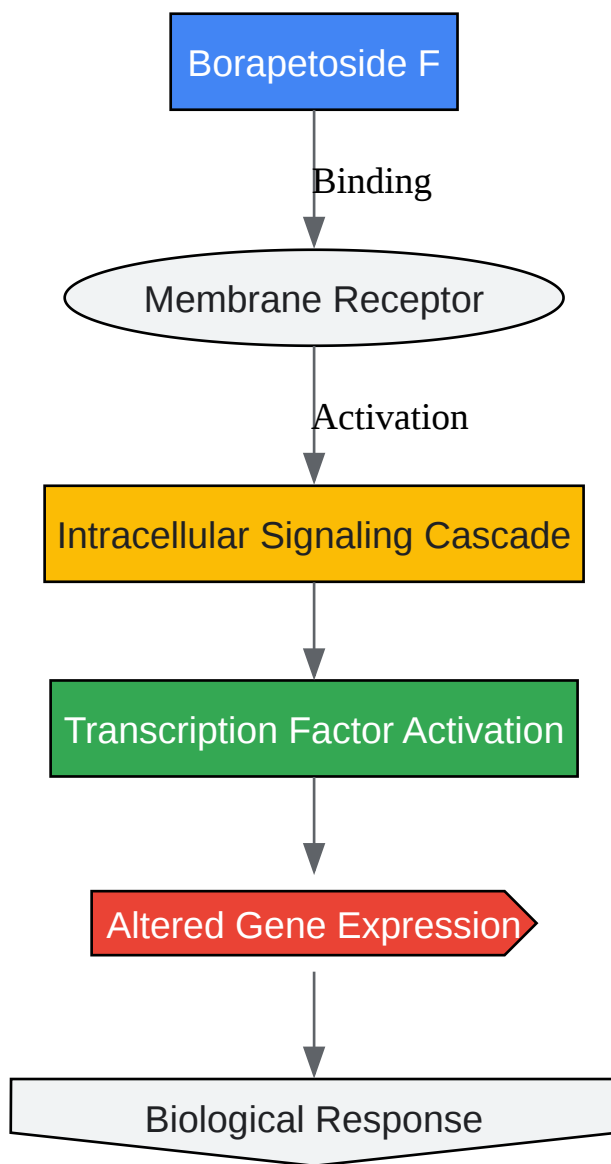 Borapetoside F
Binding
Membrane Receptor
Activation
Intracellular Signaling Cascade
Transcription Factor Activation
Altered Gene Expression
Biological Response